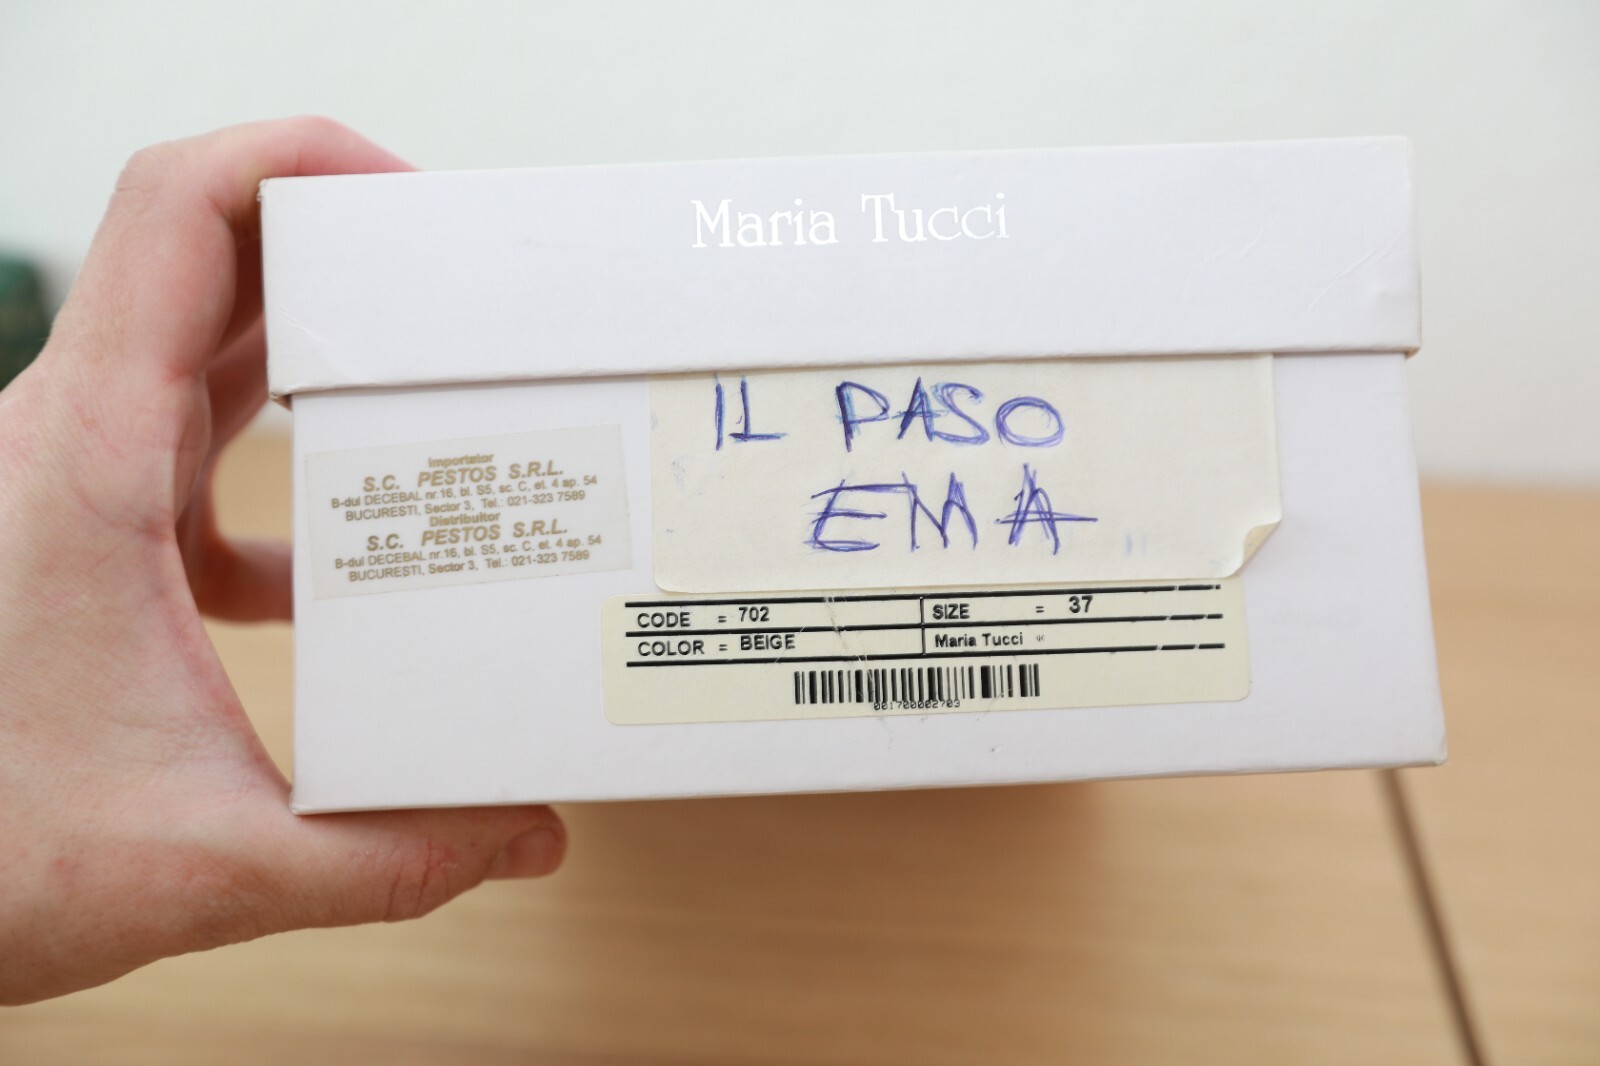 Maria Tucci
IL PASO
EMA
Importator
S.C. PESTOS S.R.L.
B-dul DECEBAL nr.16, bl. S5, sc. C, et. 4 ap. 54
BUCURESTI, Sector 3, Tel.: 021-323 7589
Distribuitor
S.C. PESTOS S.R.L.
B-dul DECEBAL nr.16, bl. S5, sc. C, et. 4 ap. 54
BUCURESTI, Sector 3, Tel.: 021-323 7589
CODE = 702 SIZE = 37
COLOR = BEIGE Maria Tucci
001700002703